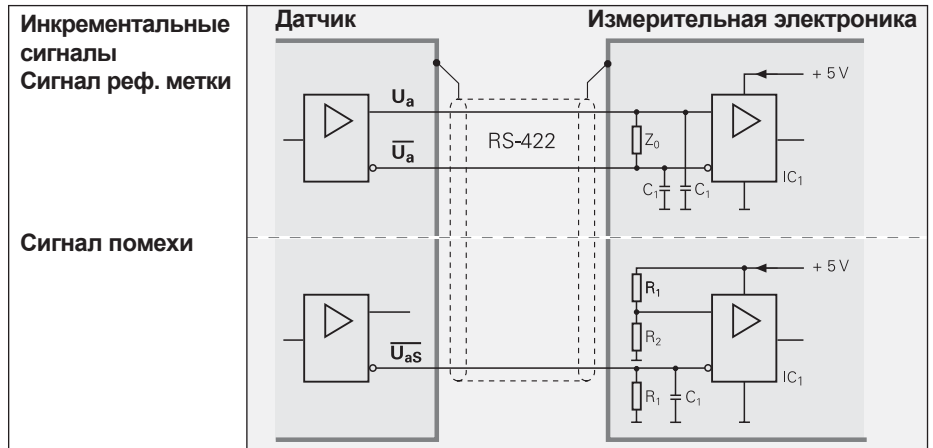 Инкрементальные
сигналы
Сигнал реф. метки
Датчик
Измерительная электроника
+ 5 V
Ua
RS-422
Z0
Ua
C1
C1
IC1
Сигнал помехи
+ 5 V
R1
R2
UaS
IC1
R1
C1